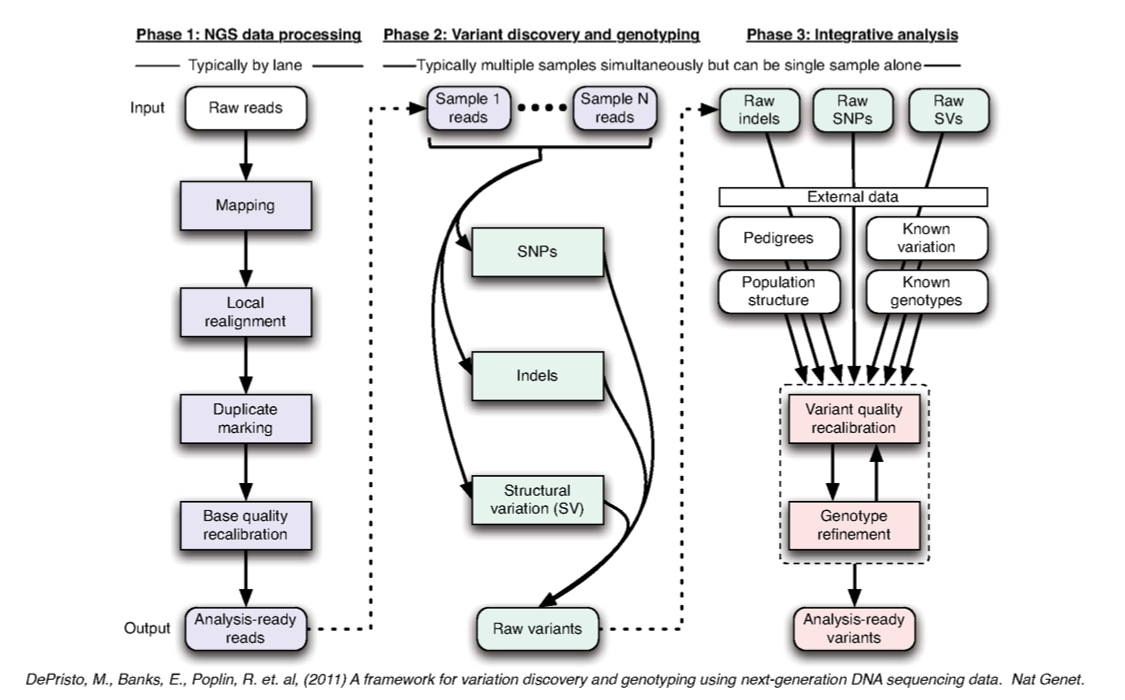 Phase 1: NGS data processing
Typically by lane
Input
Raw reads
Mapping
Local
realignment
Duplicate
marking
Base quality
recalibration
Output
Analysis-ready
reads
Phase 2: Variant discovery and genotyping
Typically multiple samples simultaneously but can be single sample alone
Sample 1
reads
Sample N
reads
SNPs
Indels
Structural
variation (SV)
Raw variants
Phase 3: Integrative analysis
Raw
indels
Raw
SNPs
Raw
SVs
External data
Pedigrees
Known
variation
Population
structure
Known
genotypes
Variant quality
recalibration
Genotype
refinement
Analysis-ready
variants
DePristo, M., Banks, E., Poplin, R. et. al, (2011) A framework for variation discovery and genotyping using next-generation DNA sequencing data. Nat Genet.